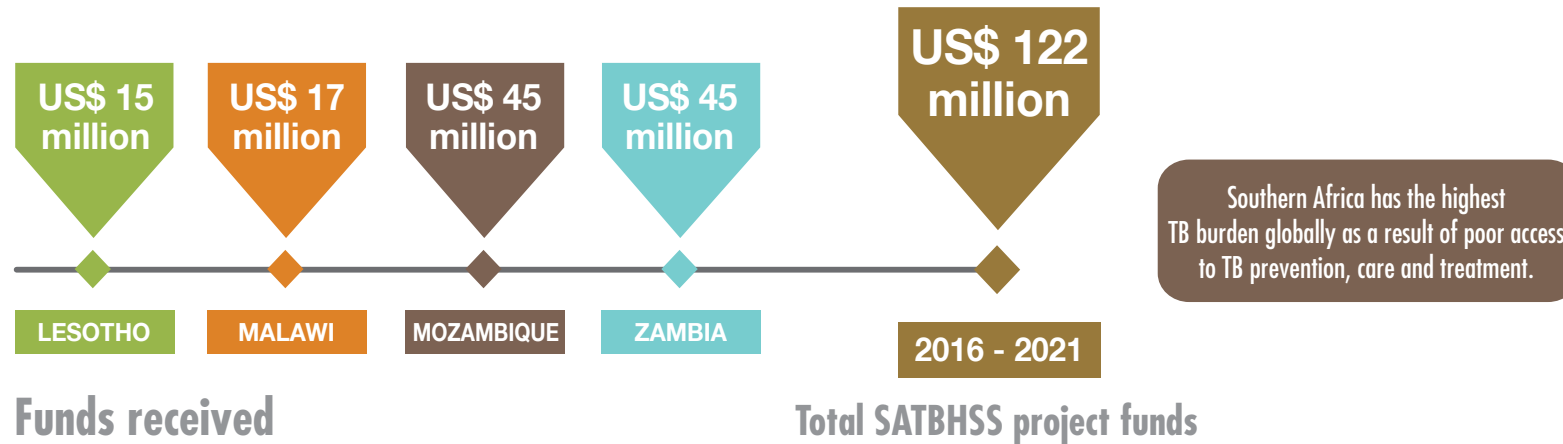 US$ 15
million
US$ 17
million
US$ 45
million
US$ 45
million
US$ 122
million
Southern Africa has the highest
TB burden globally as a result of poor access
to TB prevention, care and treatment.
LESOTHO
MALAWI
MOZAMBIQUE
ZAMBIA
2016 - 2021
Funds received
Total SATBHSS project funds